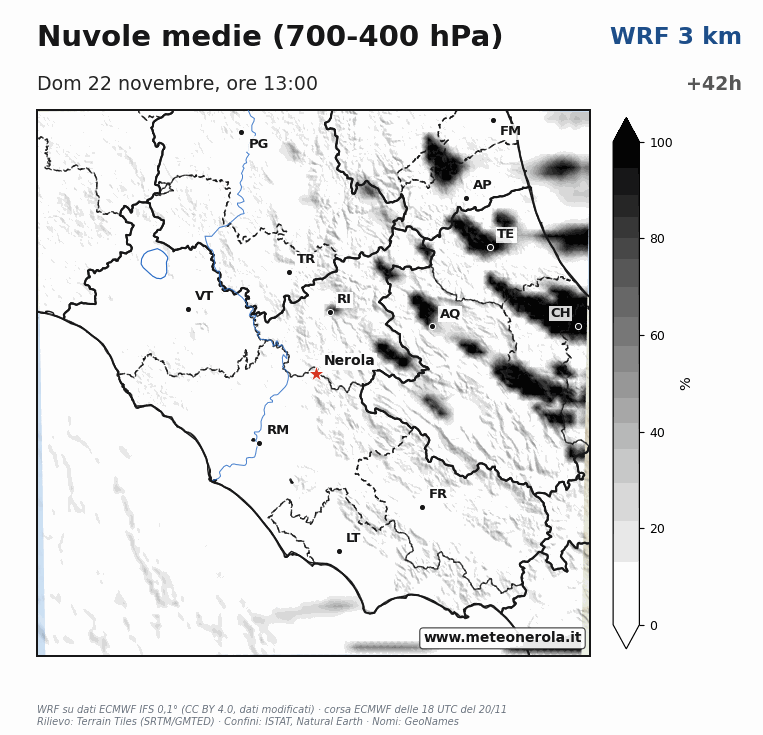 Nuvole medie (700-400 hPa)
WRF 3 km
Dom 22 novembre, ore 13:00
+42h
FM
PG
AP
TE
TR
VT
RI
AQ
CH
Nerola
RM
FR
LT
100
80
60
40
20
0
%
www.meteonerola.it
WRF su dati ECMWF IFS 0,1° (CC BY 4.0, dati modificati) · corsa ECMWF delle 18 UTC del 20/11
Rilievo: Terrain Tiles (SRTM/GMTED) · Confini: ISTAT, Natural Earth · Nomi: GeoNames